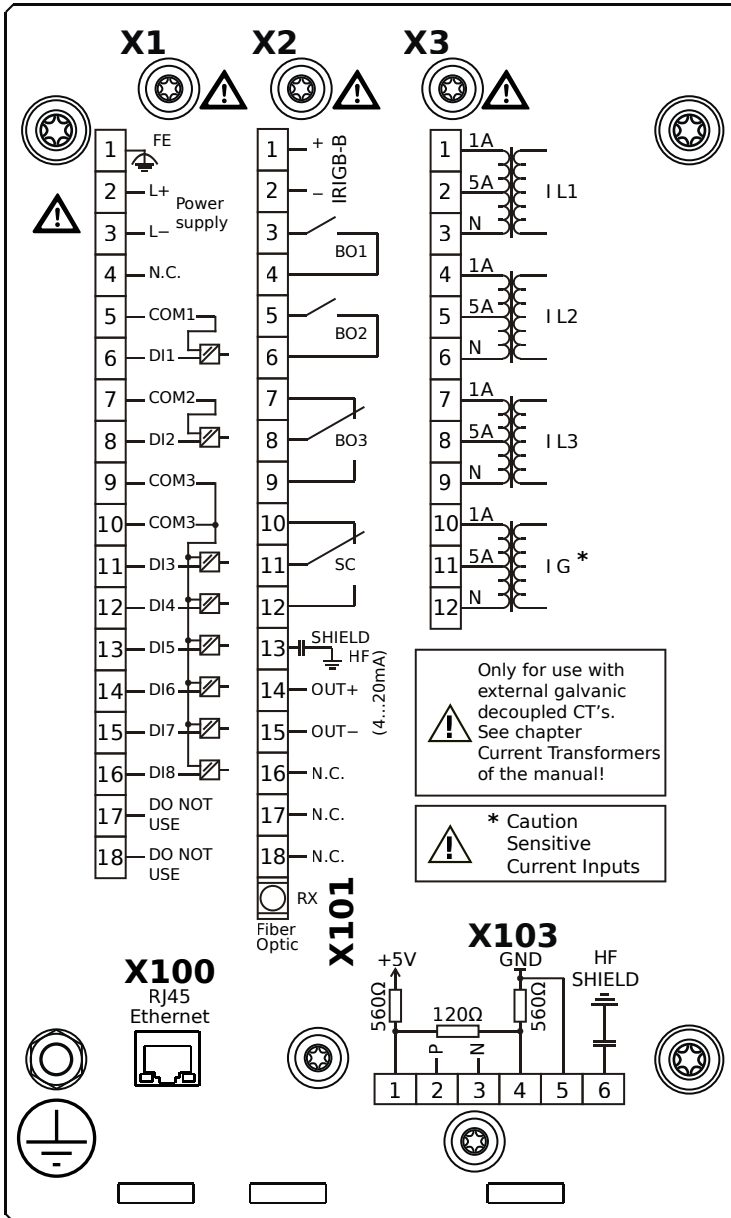 X1
X2
X3
1
FE
2
L+
Power
supply
3
L−
4
N.C.
5
COM1
6
DI1
7
COM2
8
DI2
9
COM3
10
COM3
11
DI3
12
DI4
13
DI5
14
DI6
15
DI7
16
DI8
17
DO NOT
USE
18
DO NOT
USE
1
+
2
−
IRIGB-B
3
BO1
4
5
BO2
6
7
8
BO3
9
10
11
SC
12
13
SHIELD
HF
14
OUT+
15
OUT−
(4...20mA)
16
N.C.
17
N.C.
18
N.C.
RX
Fiber
Optic
X101
1
1A
2
5A
I L1
3
N
4
1A
5
5A
I L2
6
N
7
1A
8
5A
I L3
9
N
10
1A
11
5A
I G *
12
N
Only for use with
external galvanic
decoupled CT's.
See chapter
Current Transformers
of the manual!
* Caution
Sensitive
Current Inputs
X100
RJ45
Ethernet
X103
+5V
GND
HF
SHIELD
560Ω
120Ω
560Ω
P
N
1
2
3
4
5
6